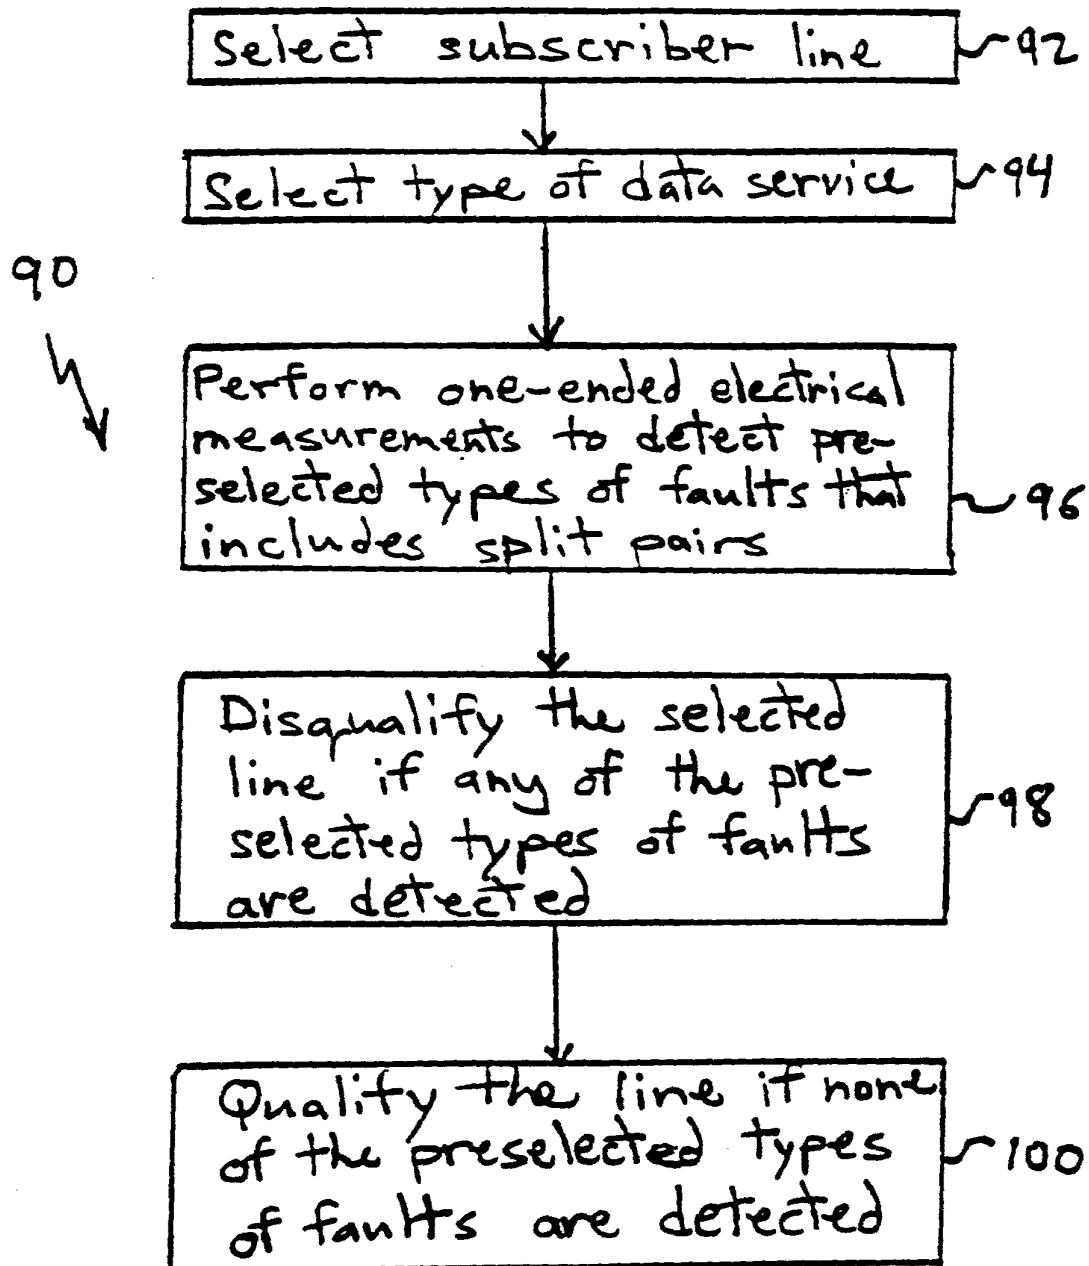 Select subscriber line
92
Select type of data service
94
90
Perform one-ended electrical
measurements to detect pre-
selected types of faults that
includes split pairs
96
Disqualify the selected
line if any of the pre-
selected types of faults
are detected
98
Qualify the line if none
of the preselected types
of faults are detected
100